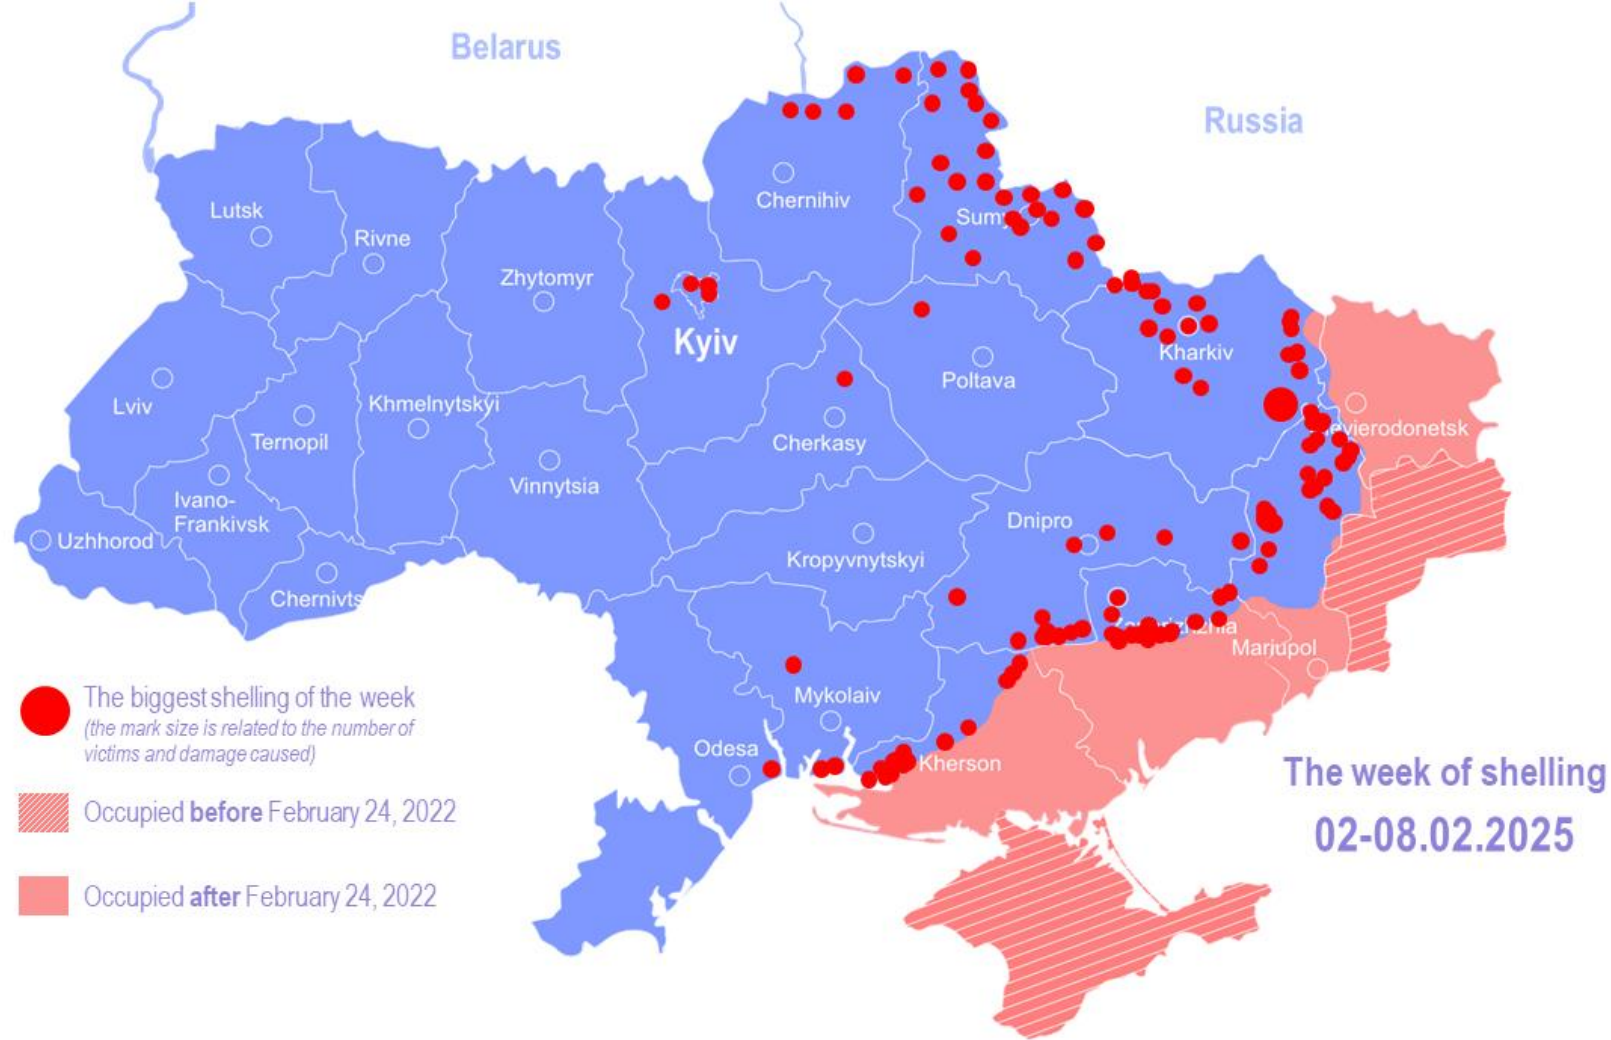 Belarus
Russia
Chernihiv
Lutsk
Sumy
Rivne
Zhytomyr
Kyiv
Kharkiv
Poltava
Lviv
Khmelnytskyi
Ternopil
Cherkasy
Sievierodonetsk
Vinnytsia
Ivano-
Frankivsk
Dnipro
Uzhhorod
Kropyvnytskyi
Chernivts
Zaporizhzhia
Mariupol
The biggest shelling of the week
(the mark size is related to the number of
victims and damage caused)
Mykolaiv
Odesa
Kherson
The week of shelling
02-08.02.2025
Occupied before February 24, 2022
Occupied after February 24, 2022